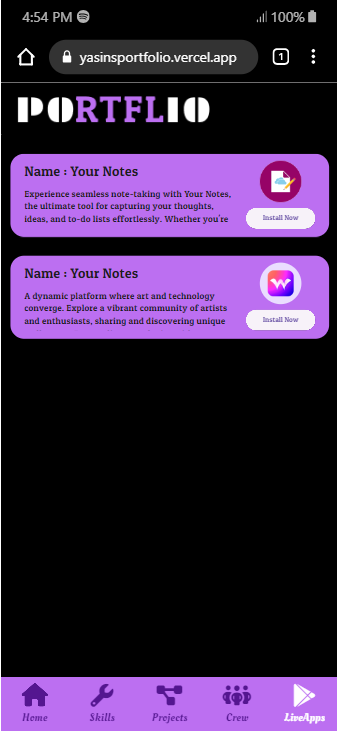 4:54 PM
100%
yasinsportfolio.vercel.app
1
PORTFLIO
Name : Your Notes
Experience seamless note-taking with Your Notes,
the ultimate tool for capturing your thoughts,
ideas, and to-do lists effortlessly. Whether you're
Install Now
Name : Your Notes
A dynamic platform where art and technology
converge. Explore a vibrant community of artists
and enthusiasts, sharing and discovering unique
Install Now
Home
Skills
Projects
Crew
LiveApps